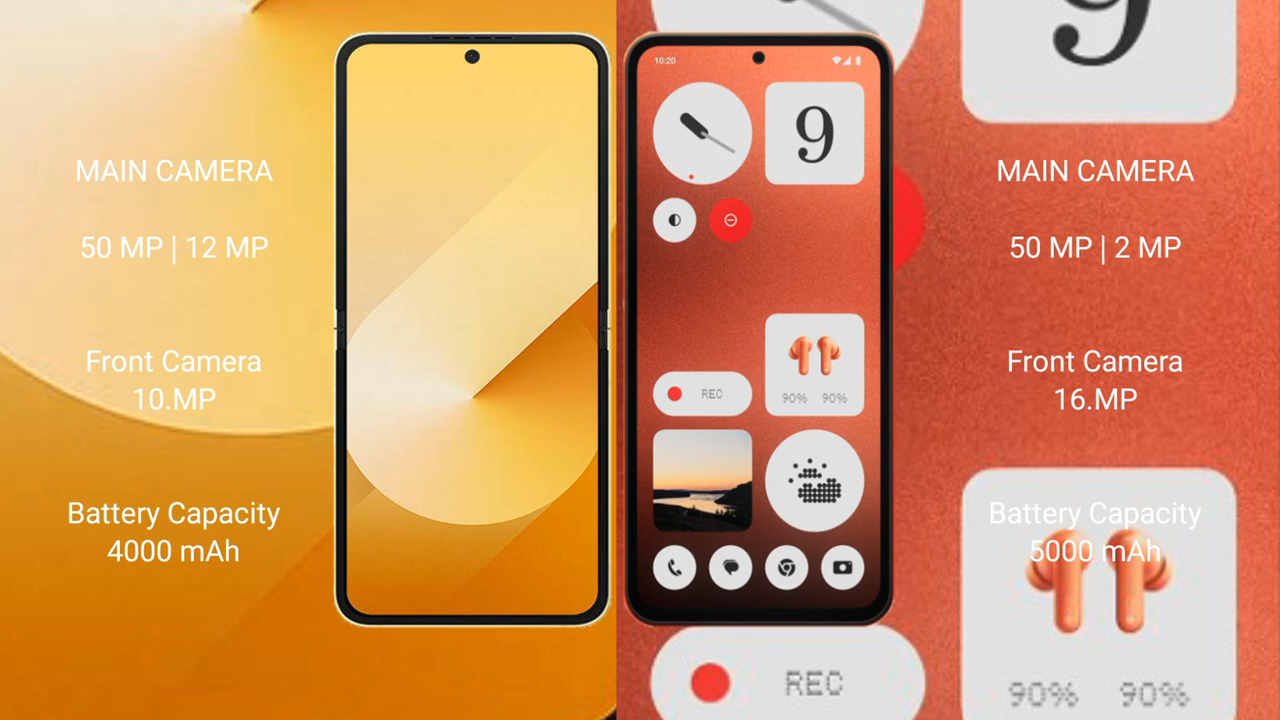 MAIN CAMERA
50 MP | 12 MP
Front Camera
10.MP
Battery Capacity
4000 mAh
10:20
9
REC
90% 90%
9
MAIN CAMERA
50 MP | 2 MP
Front Camera
16.MP
Battery Capacity
5000 mAh
REC
90% 90%